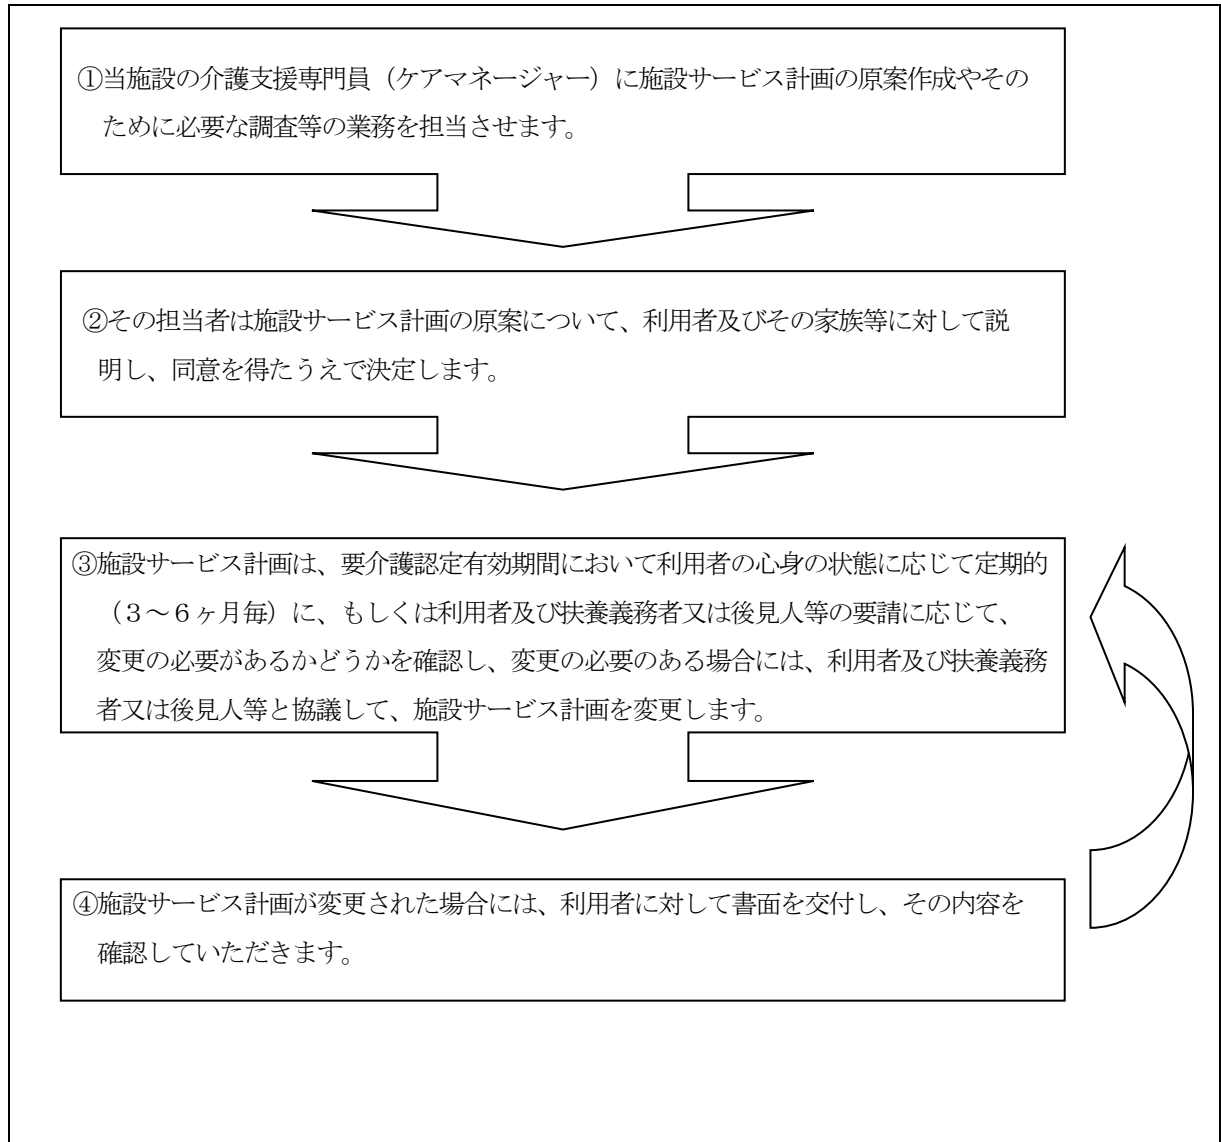 ①当施設の介護支援専門員（ケアマネージャー）に施設サービス計画の原案作成やその
ために必要な調査等の業務を担当させます。
②その担当者は施設サービス計画の原案について、利用者及びその家族等に対して説
明し、同意を得たうえで決定します。
③施設サービス計画は、要介護認定有効期間において利用者の心身の状態に応じて定期的
（３～６ヶ月毎）に、もしくは利用者及び扶養義務者又は後見人等の要請に応じて、
変更の必要があるかどうかを確認し、変更の必要のある場合には、利用者及び扶養義務
者又は後見人等と協議して、施設サービス計画を変更します。
④施設サービス計画が変更された場合には、利用者に対して書面を交付し、その内容を
確認していただきます。